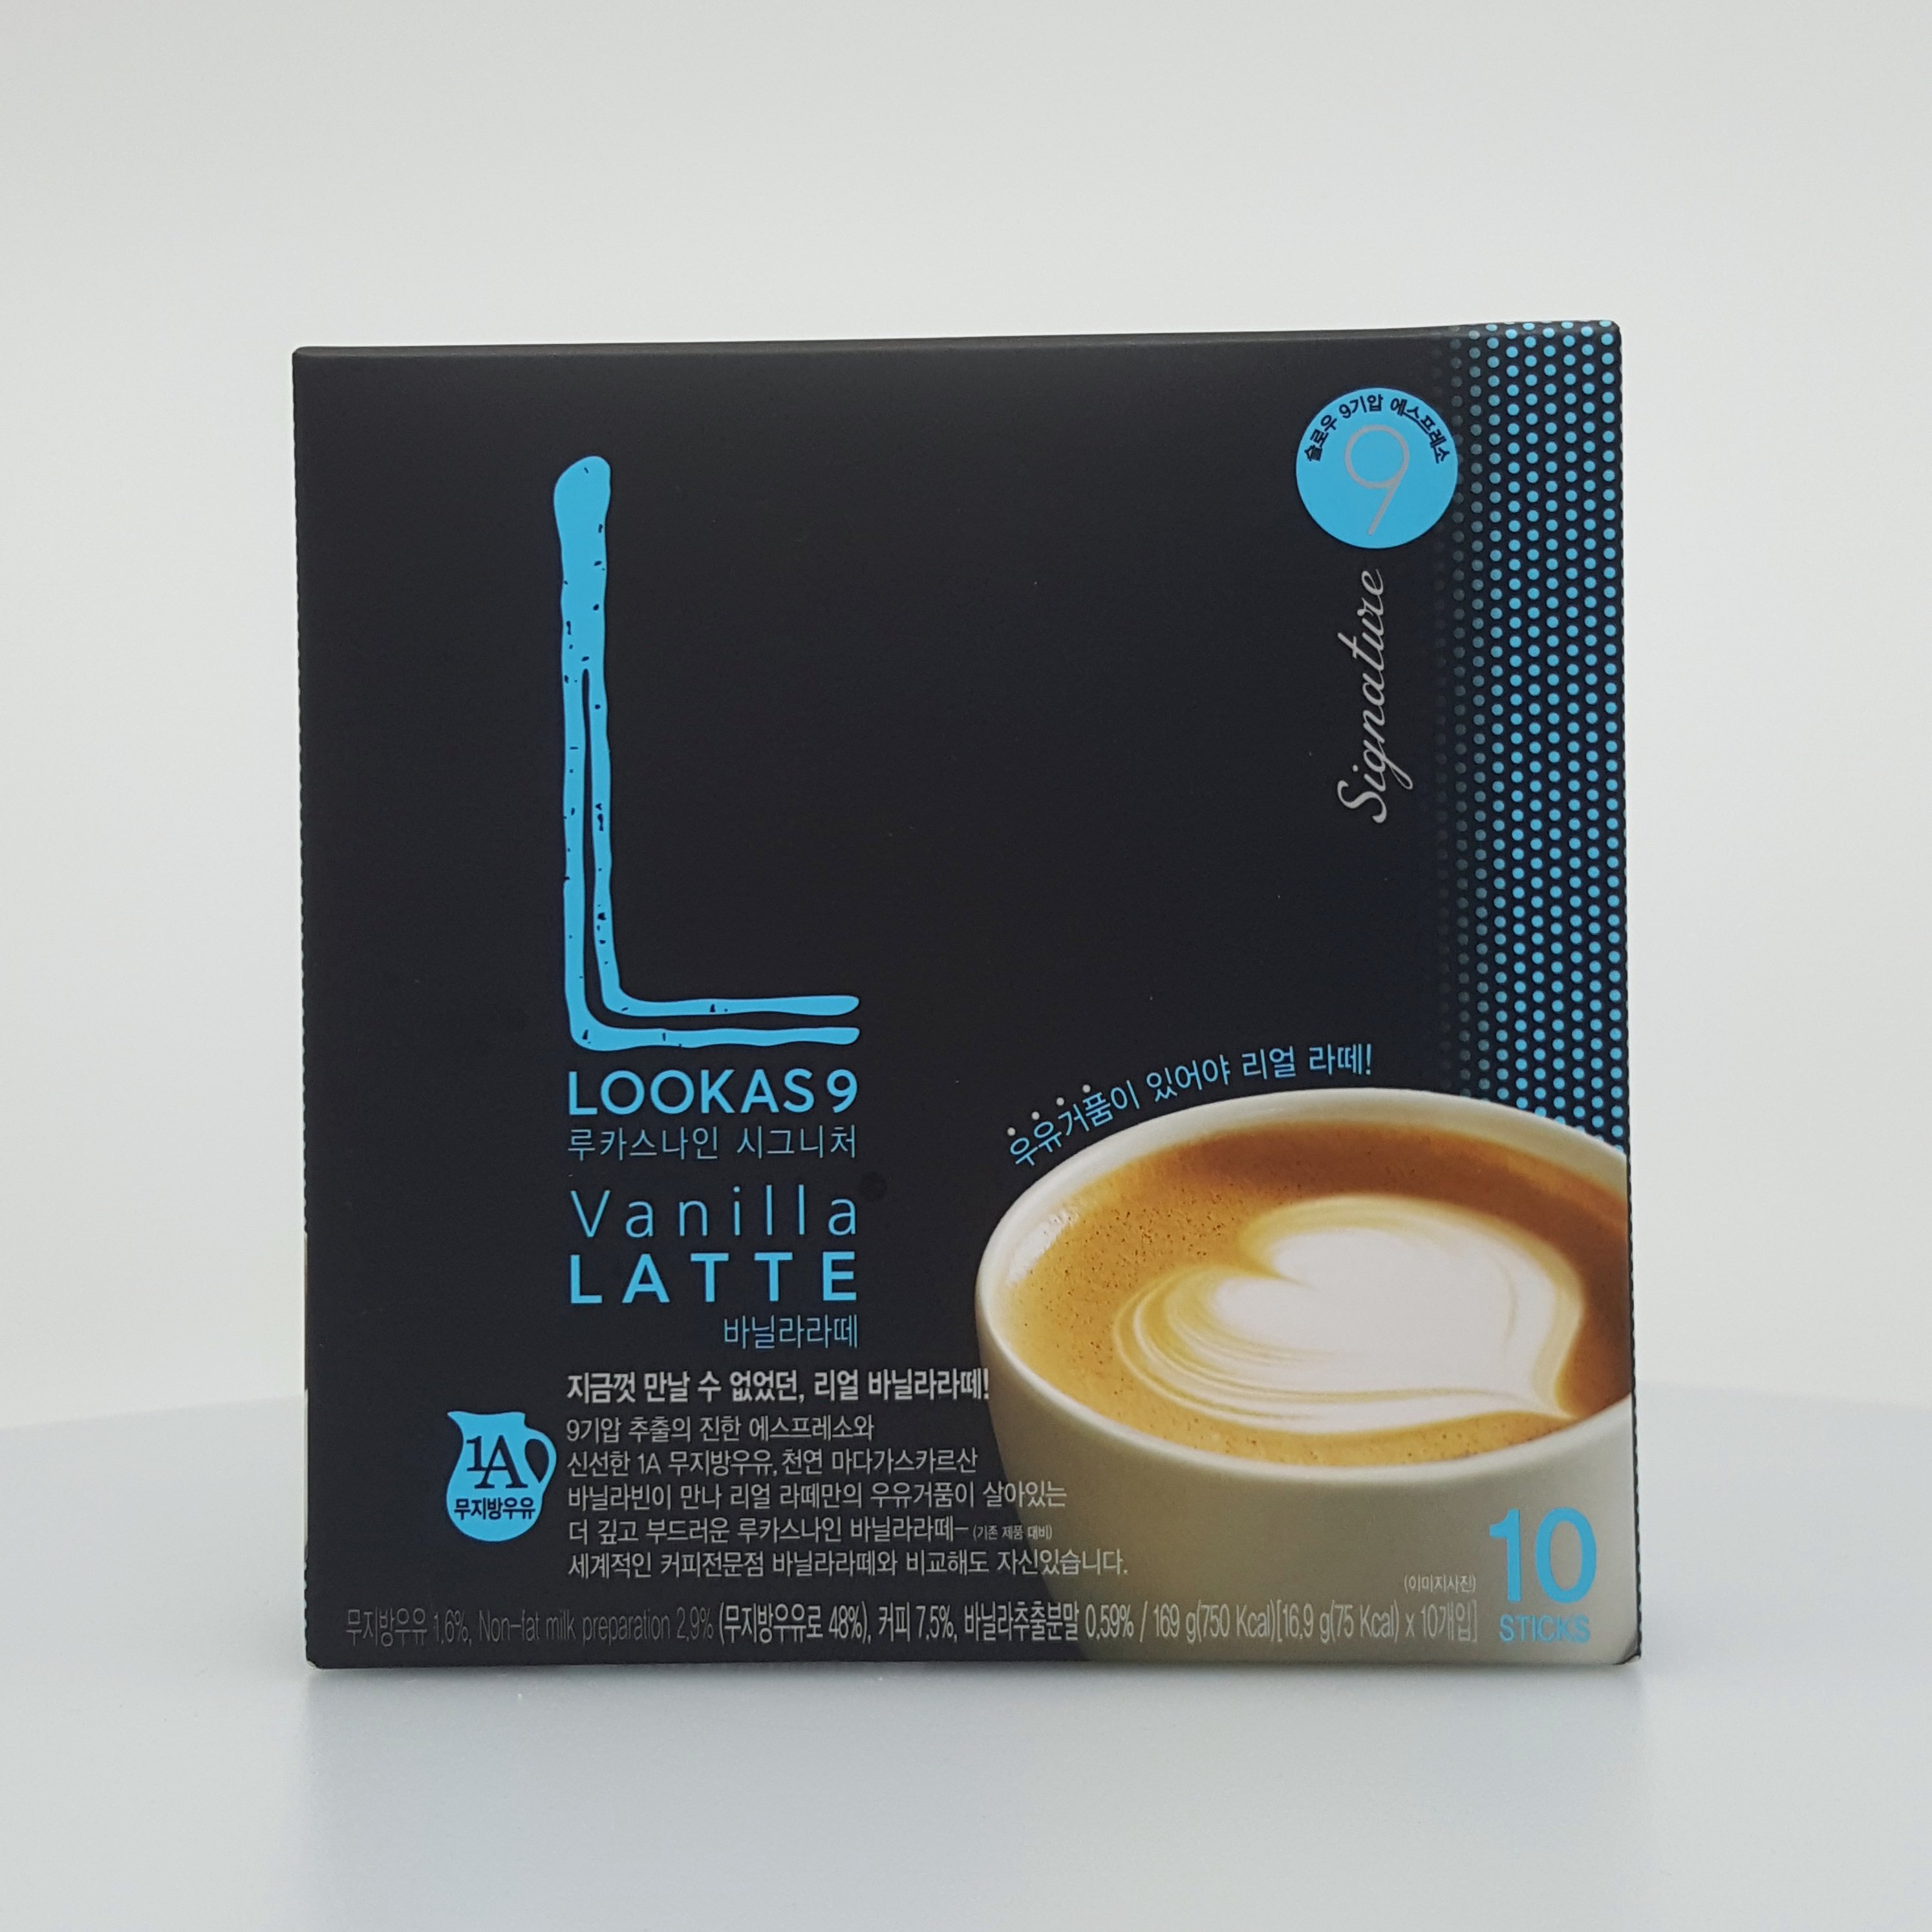 슬로우 9기압 에스프레소
9
Signature
LOOKAS9
루카스나인 시그니처
Vanilla
LATTE
바닐라라떼
우유거품이 있어야 리얼 라떼!
지금껏 만날 수 없었던, 리얼 바닐라라떼!
9기압 추출의 진한 에스프레소와
신선한 1A 무지방우유, 천연 마다가스카르산
바닐라빈이 만나 리얼 라떼만의 우유거품이 살아있는
더 깊고 부드러운 루카스나인 바닐라라떼– (기존 제품 대비)
세계적인 커피전문점 바닐라라떼와 비교해도 자신있습니다.
1A
무지방우유
(이미지사진)
10
STICKS
무지방우유 1.6%, Non-fat milk preparation 2.9% (무지방우유로 48%), 커피 7.5%, 바닐라추출분말 0.59% / 169 g(750 Kcal)[16.9 g(75 Kcal) x 10개입]